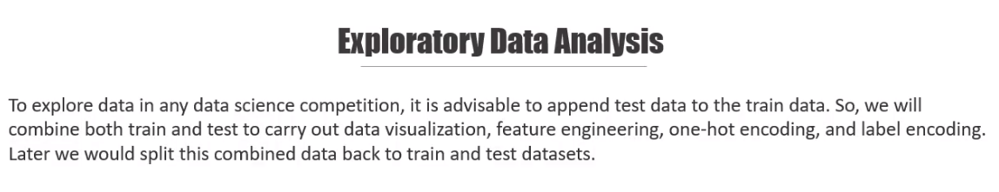 Exploratory Data Analysis
To explore data in any data science competition, it is advisable to append test data to the train data. So, we will
combine both train and test to carry out data visualization, feature engineering, one-hot encoding, and label encoding.
Later we would split this combined data back to train and test datasets.